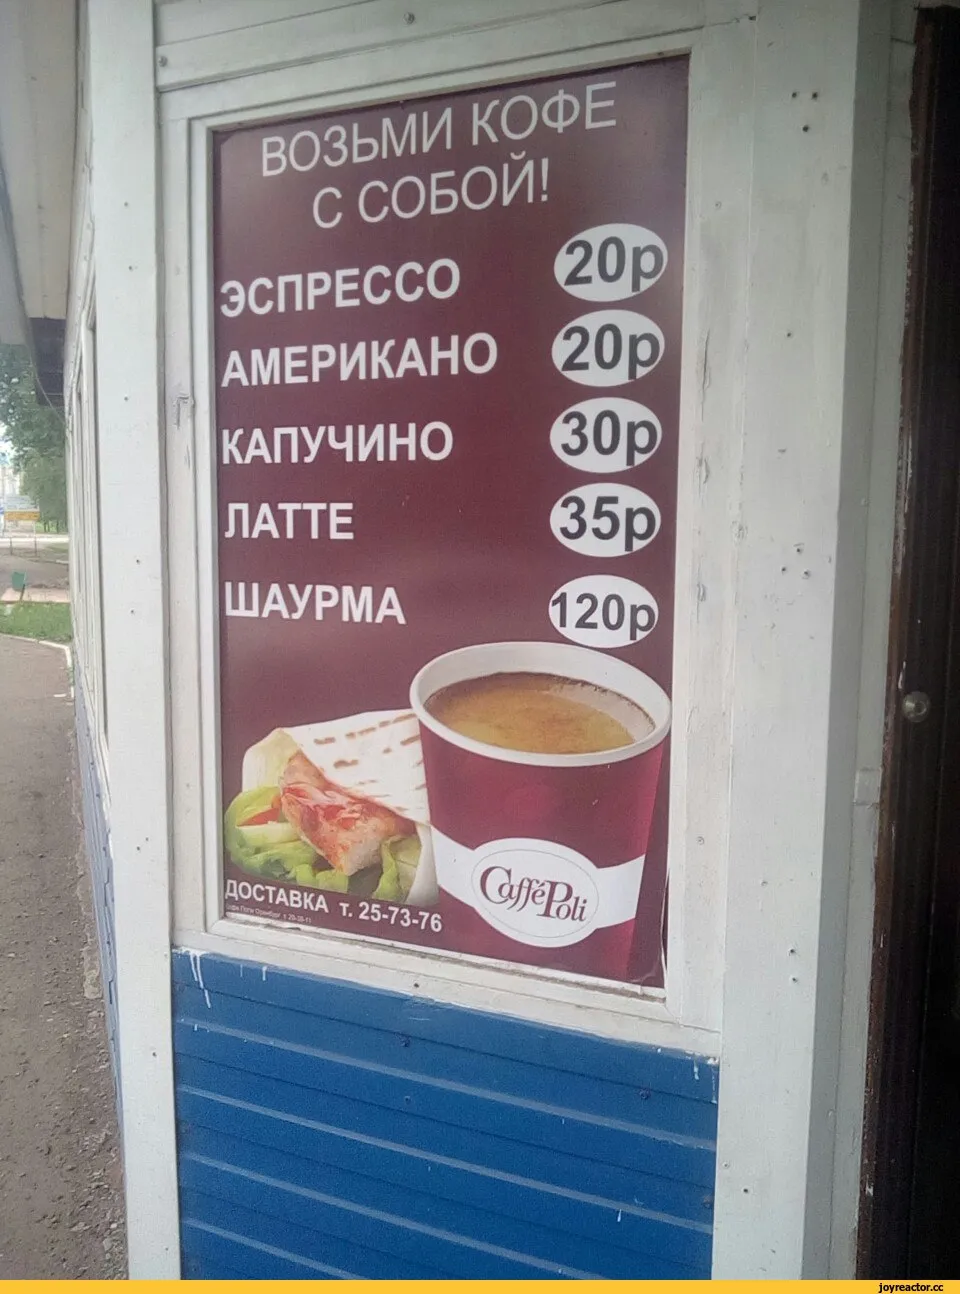 ВОЗЬМИ КОФЕ
С СОБОЙ!
ЭСПРЕССО 20р
АМЕРИКАНО 20р
КАПУЧИНО 30р
ЛАТТЕ 35р
ШАУРМА 120р
CafféPoli
ДОСТАВКА т. 25-73-76
joyreactor.cc